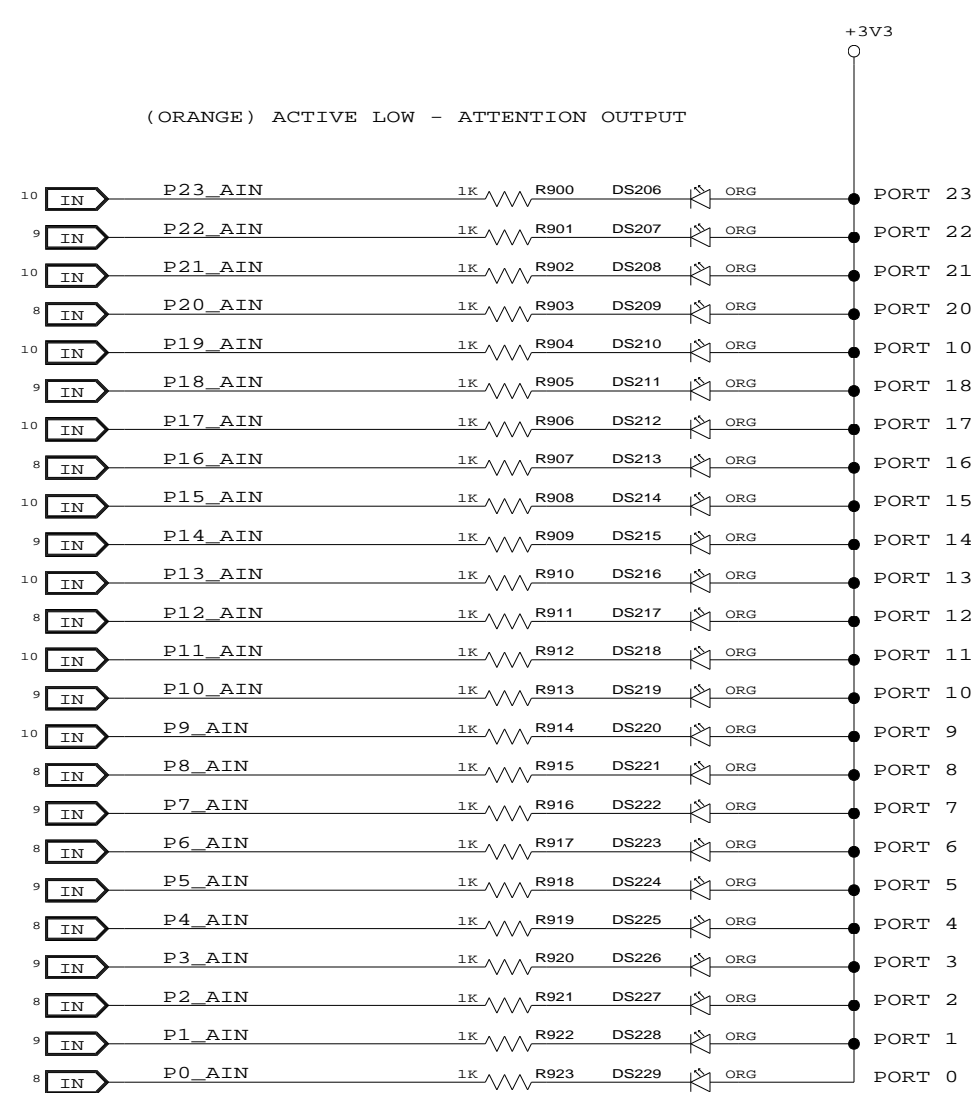 +3V3
(ORANGE) ACTIVE LOW - ATTENTION OUTPUT
10 IN P23_AIN 1K R900 DS206 ORG PORT 23
9 IN P22_AIN 1K R901 DS207 ORG PORT 22
10 IN P21_AIN 1K R902 DS208 ORG PORT 21
8 IN P20_AIN 1K R903 DS209 ORG PORT 20
10 IN P19_AIN 1K R904 DS210 ORG PORT 10
9 IN P18_AIN 1K R905 DS211 ORG PORT 18
10 IN P17_AIN 1K R906 DS212 ORG PORT 17
8 IN P16_AIN 1K R907 DS213 ORG PORT 16
10 IN P15_AIN 1K R908 DS214 ORG PORT 15
9 IN P14_AIN 1K R909 DS215 ORG PORT 14
10 IN P13_AIN 1K R910 DS216 ORG PORT 13
8 IN P12_AIN 1K R911 DS217 ORG PORT 12
10 IN P11_AIN 1K R912 DS218 ORG PORT 11
9 IN P10_AIN 1K R913 DS219 ORG PORT 10
10 IN P9_AIN 1K R914 DS220 ORG PORT 9
8 IN P8_AIN 1K R915 DS221 ORG PORT 8
9 IN P7_AIN 1K R916 DS222 ORG PORT 7
8 IN P6_AIN 1K R917 DS223 ORG PORT 6
9 IN P5_AIN 1K R918 DS224 ORG PORT 5
8 IN P4_AIN 1K R919 DS225 ORG PORT 4
9 IN P3_AIN 1K R920 DS226 ORG PORT 3
8 IN P2_AIN 1K R921 DS227 ORG PORT 2
9 IN P1_AIN 1K R922 DS228 ORG PORT 1
8 IN P0_AIN 1K R923 DS229 ORG PORT 0